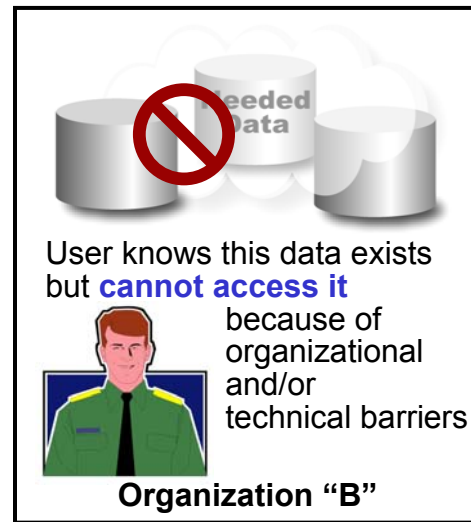 Needed
Data
User knows this data exists
but cannot access it
because of
organizational
and/or
technical barriers
Organization “B”